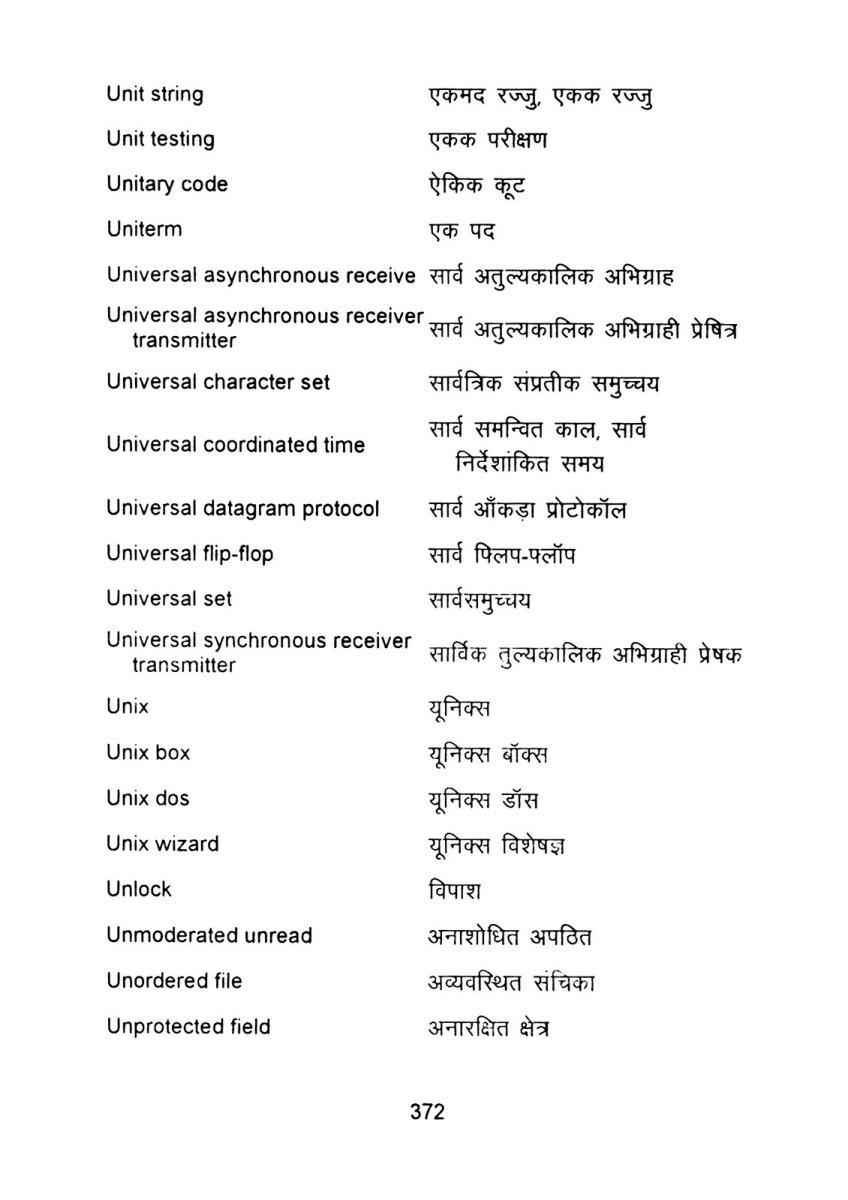 Unit string एकमद रज्जु, एकक रज्जु
Unit testing एकक परीक्षण
Unitary code ऐकिक कूट
Uniterm एक पद
Universal asynchronous receive सार्व अतुल्यकालिक अभिग्राह
Universal asynchronous receiver
transmitter सार्व अतुल्यकालिक अभिग्राही प्रेषित्र
Universal character set सार्वत्रिक संप्रतीक समुच्चय
Universal coordinated time सार्व समन्वित काल, सार्व
निर्देशांकित समय
Universal datagram protocol सार्व आँकड़ा प्रोटोकॉल
Universal flip-flop सार्व फ्लिप-फ्लॉप
Universal set सार्वसमुच्चय
Universal synchronous receiver
transmitter सार्विक तुल्यकालिक अभिग्राही प्रेषक
Unix यूनिक्स
Unix box यूनिक्स बॉक्स
Unix dos यूनिक्स डॉस
Unix wizard यूनिक्स विशेषज्ञ
Unlock विपाश
Unmoderated unread अनाशोधित अपठित
Unordered file अव्यवस्थित संचिका
Unprotected field अनारक्षित क्षेत्र
372